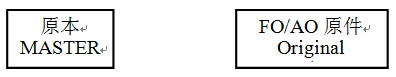 原本
MASTER
FO/AO 原件
Original